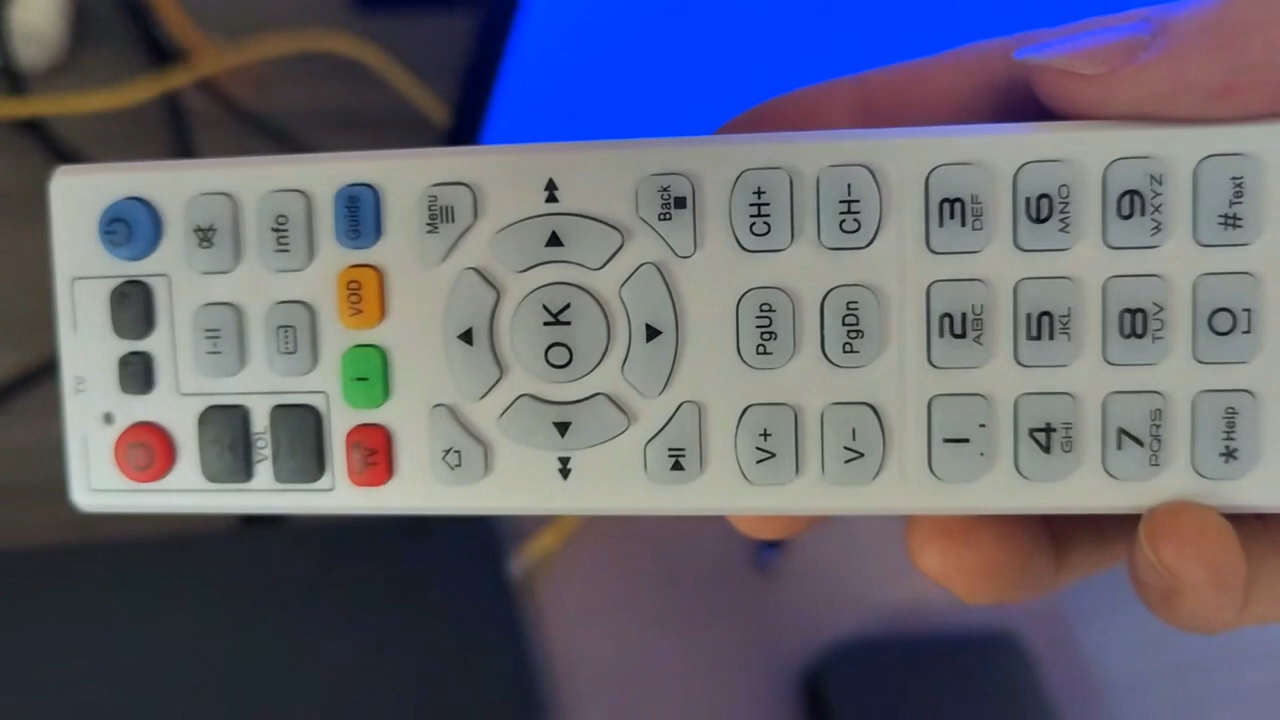 TV
I-II
VOL
Info
TV i VOD Guide
Menu
OK
Back
V+ PgUp CH+
V- PgDn CH-
1 2 3
., ABC DEF
4 5 6
GHI JKL MNO
7 8 9
PQRS TUV WXYZ
*Help 0 #Text